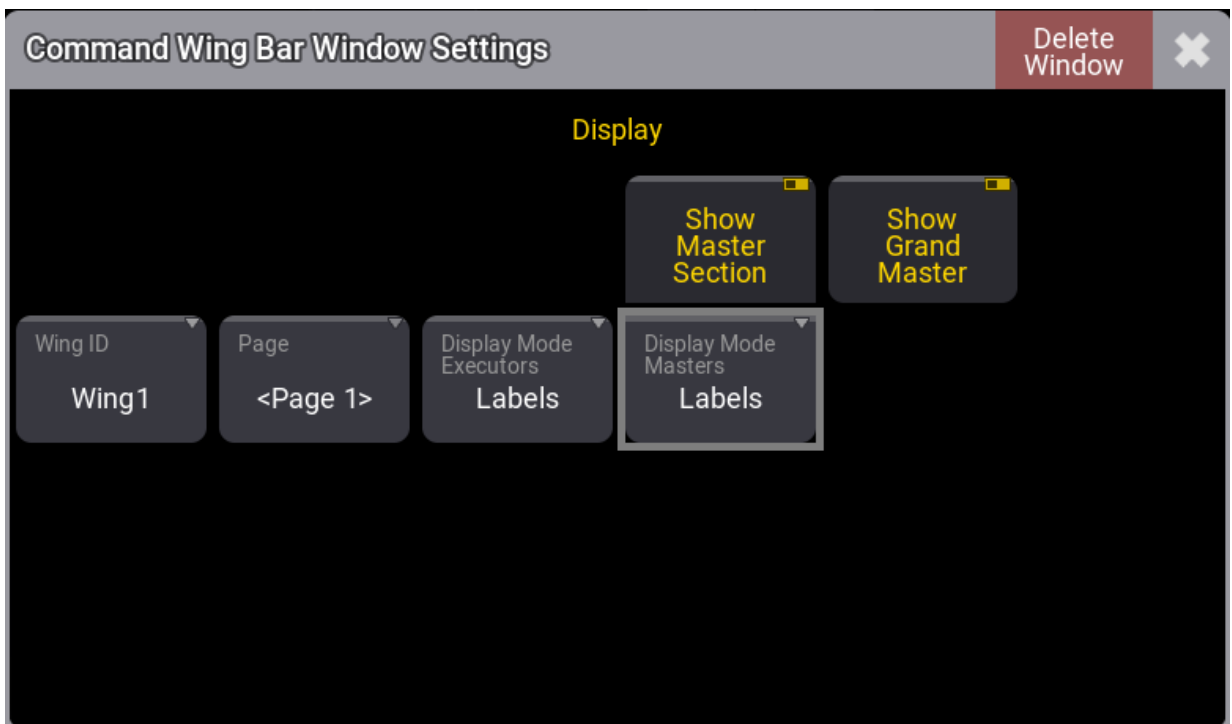 Command Wing Bar Window Settings
Delete
Window
Display
Show
Master
Section
Show
Grand
Master
Wing ID
Wing1
Page
<Page 1>
Display Mode
Executors
Labels
Display Mode
Masters
Labels